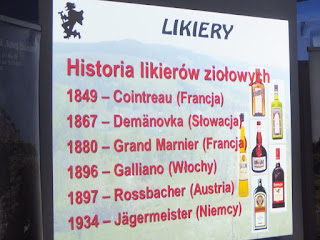 LIKIERY
Historia likierów ziołowych
1849 – Cointreau (Francja)
1867 – Demänovka (Słowacja)
1880 – Grand Marnier (Francja)
1896 – Galliano (Włochy)
1897 – Rossbacher (Austria)
1934 – Jägermeister (Niemcy)